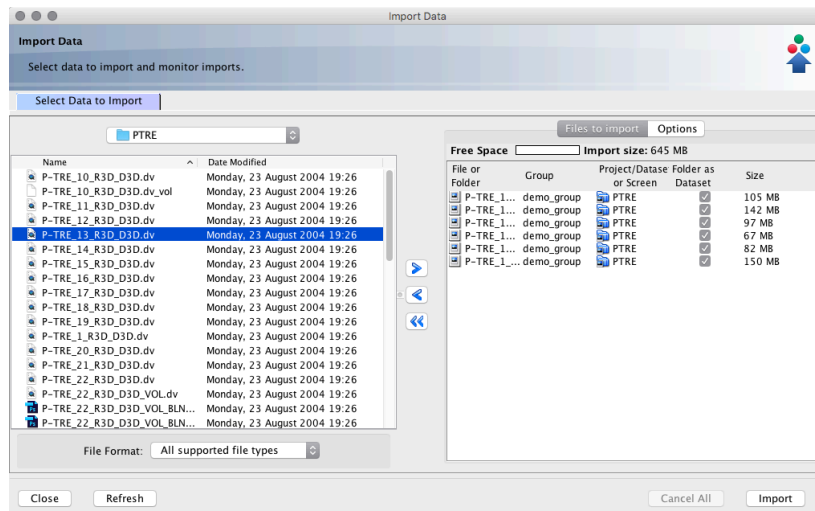 Import Data
Import Data
Select data to import and monitor imports.
Select Data to Import
PTRE
Files to import Options
Free Space Import size: 645 MB
Name Date Modified
P-TRE_10_R3D_D3D.dv Monday, 23 August 2004 19:26
P-TRE_10_R3D_D3D.dv_vol Monday, 23 August 2004 19:26
P-TRE_11_R3D_D3D.dv Monday, 23 August 2004 19:26
P-TRE_12_R3D_D3D.dv Monday, 23 August 2004 19:26
P-TRE_13_R3D_D3D.dv Monday, 23 August 2004 19:26
P-TRE_14_R3D_D3D.dv Monday, 23 August 2004 19:26
P-TRE_15_R3D_D3D.dv Monday, 23 August 2004 19:26
P-TRE_16_R3D_D3D.dv Monday, 23 August 2004 19:26
P-TRE_17_R3D_D3D.dv Monday, 23 August 2004 19:26
P-TRE_18_R3D_D3D.dv Monday, 23 August 2004 19:26
P-TRE_19_R3D_D3D.dv Monday, 23 August 2004 19:26
P-TRE_1_R3D_D3D.dv Monday, 23 August 2004 19:26
P-TRE_20_R3D_D3D.dv Monday, 23 August 2004 19:26
P-TRE_21_R3D_D3D.dv Monday, 23 August 2004 19:26
P-TRE_22_R3D_D3D.dv Monday, 23 August 2004 19:26
P-TRE_22_R3D_D3D_VOL.dv Monday, 23 August 2004 19:26
P-TRE_22_R3D_D3D_VOL_BLN... Monday, 23 August 2004 19:26
P-TRE_22_R3D_D3D_VOL_BLN... Monday, 23 August 2004 19:26
File Format: All supported file types
File or Project/Datase Folder as
Folder Group or Screen Dataset Size
P-TRE_1... demo_group PTRE 105 MB
P-TRE_1... demo_group PTRE 142 MB
P-TRE_1... demo_group PTRE 97 MB
P-TRE_1... demo_group PTRE 67 MB
P-TRE_1... demo_group PTRE 82 MB
P-TRE_1_... demo_group PTRE 150 MB
Close Refresh Cancel All Import